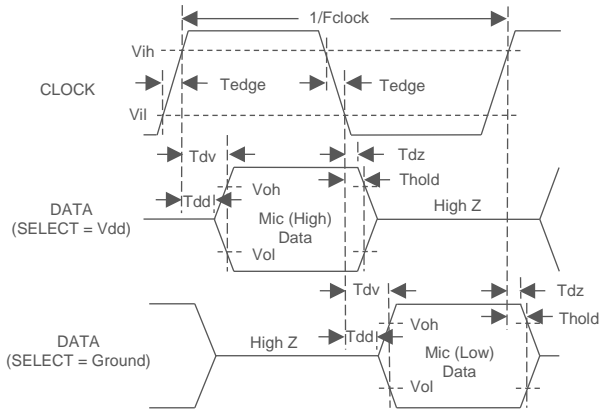 1/Fclock
Vih
CLOCK
Tedge
Tedge
Vil
Tdv
Tdz
Voh
Thold
Tdd
DATA
(SELECT = Vdd)
Mic (High)
Data
High Z
Vol
Tdv
Tdz
Voh
Thold
Tdd
DATA
(SELECT = Ground)
High Z
Mic (Low)
Data
Vol